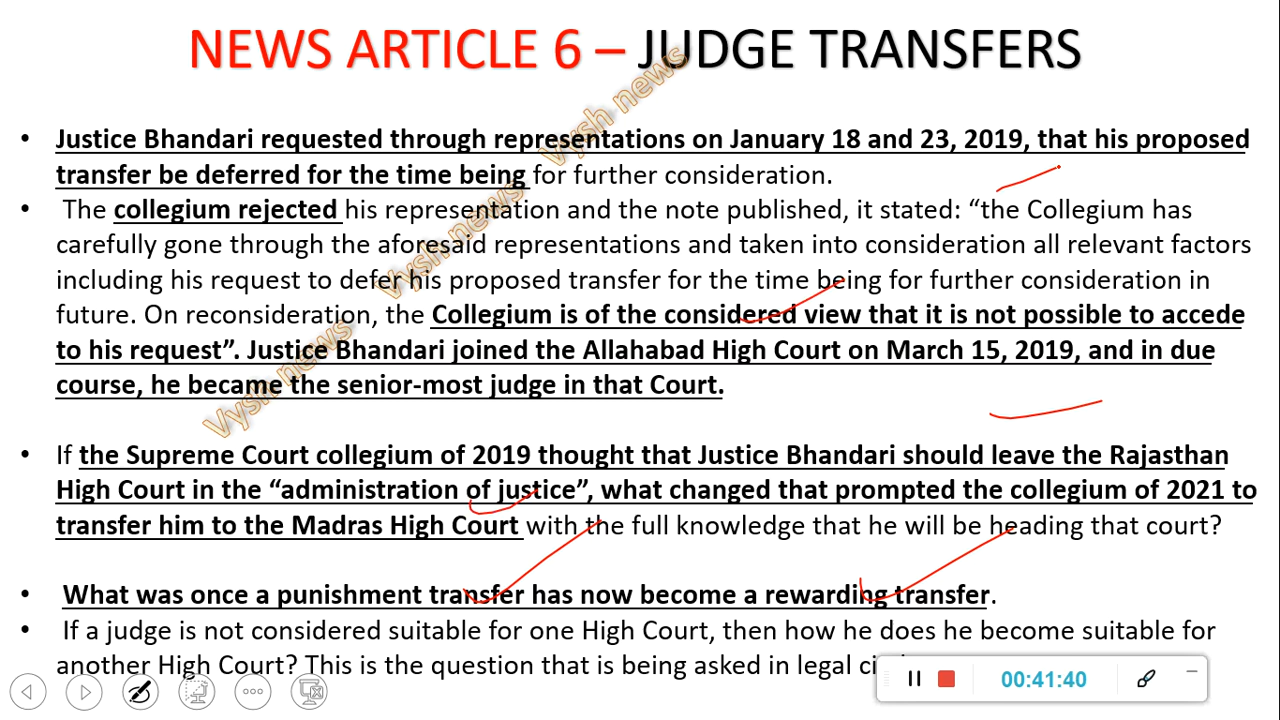 NEWS ARTICLE 6 – JUDGE TRANSFERS
• Justice Bhandari requested through representations on January 18 and 23, 2019, that his proposed
transfer be deferred for the time being for further consideration.
• The collegium rejected his representation and the note published, it stated: “the Collegium has
carefully gone through the aforesaid representations and taken into consideration all relevant factors
including his request to defer his proposed transfer for the time being for further consideration in
future. On reconsideration, the Collegium is of the considered view that it is not possible to accede
to his request”. Justice Bhandari joined the Allahabad High Court on March 15, 2019, and in due
course, he became the senior-most judge in that Court.
• If the Supreme Court collegium of 2019 thought that Justice Bhandari should leave the Rajasthan
High Court in the “administration of justice”, what changed that prompted the collegium of 2021 to
transfer him to the Madras High Court with the full knowledge that he will be heading that court?
• What was once a punishment transfer has now become a rewarding transfer.
• If a judge is not considered suitable for one High Court, then how he does he become suitable for
another High Court? This is the question that is being asked in legal
Vysh news
Vysh news
Vysh news
00:41:40